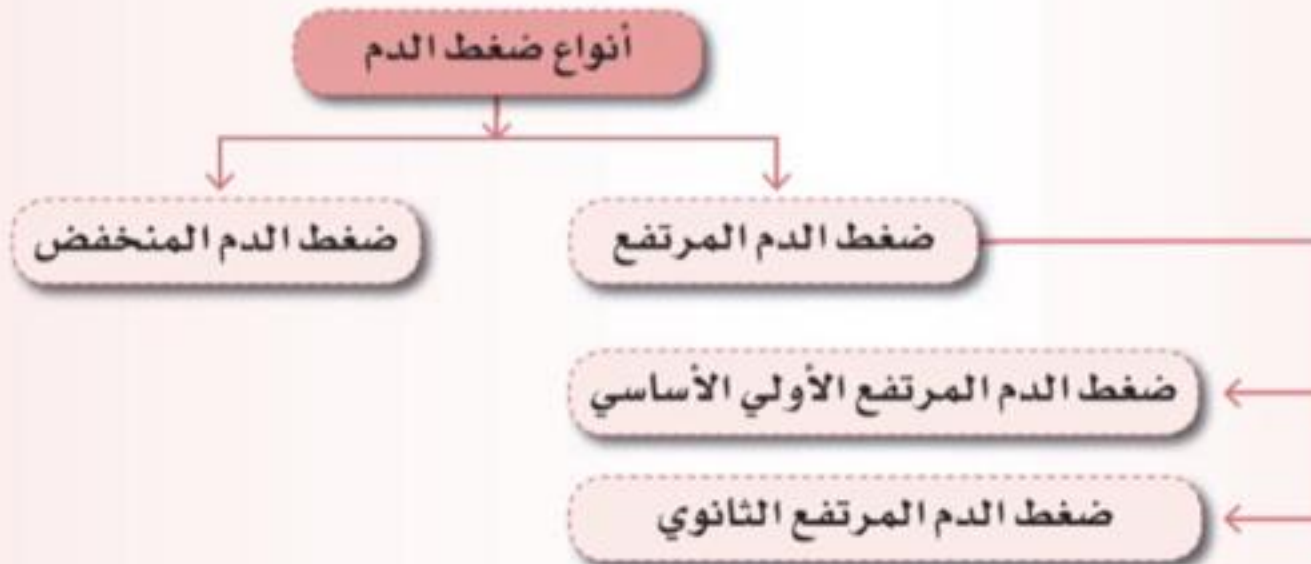 أنواع ضغط الدم
ضغط الدم المرتفع
ضغط الدم المنخفض
ضغط الدم المرتفع الأولي الأساسي
ضغط الدم المرتفع الثانوي